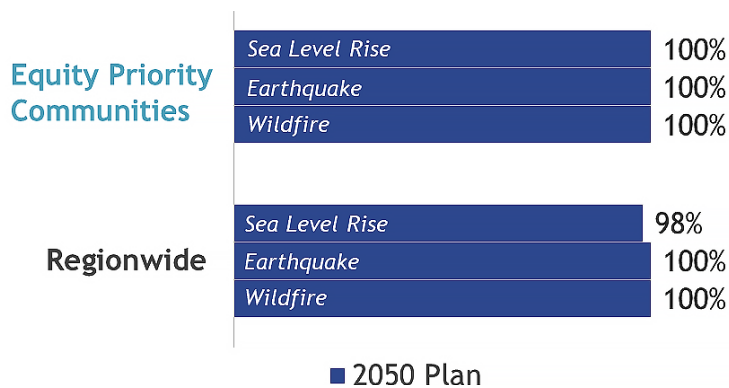 Equity Priority
Communities
Sea Level Rise 100%
Earthquake 100%
Wildfire 100%
Regionwide
Sea Level Rise 98%
Earthquake 100%
Wildfire 100%
2050 Plan